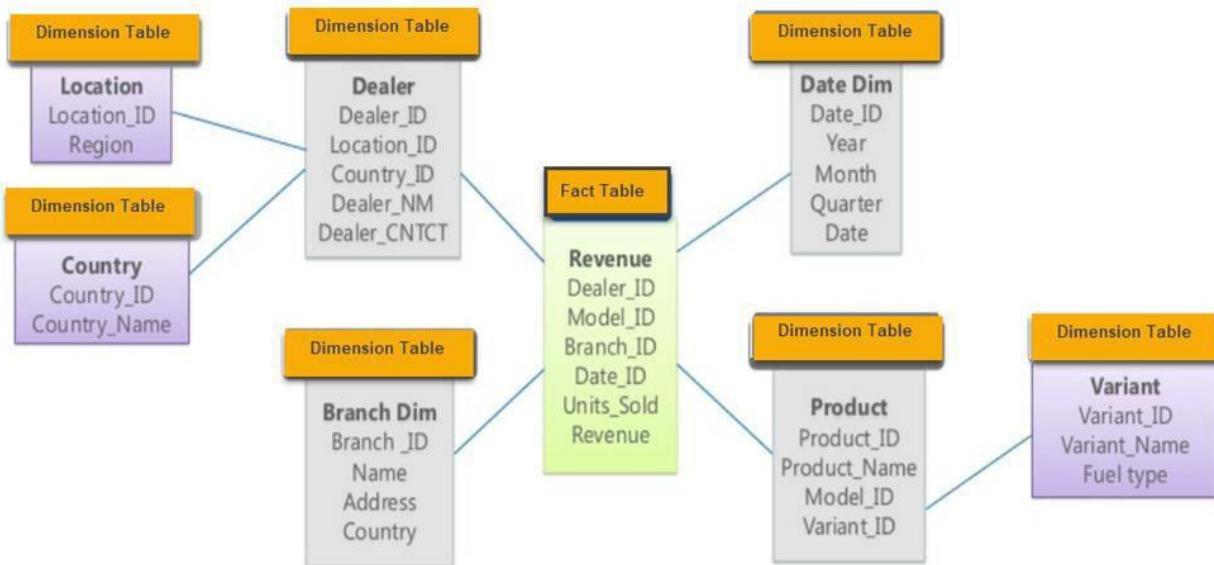 Dimension Table
Location
Location_ID
Region
Dimension Table
Country
Country_ID
Country_Name
Dimension Table
Dealer
Dealer_ID
Location_ID
Country_ID
Dealer_NM
Dealer_CNTCT
Dimension Table
Branch Dim
Branch _ID
Name
Address
Country
Fact Table
Revenue
Dealer_ID
Model_ID
Branch_ID
Date_ID
Units_Sold
Revenue
Dimension Table
Date Dim
Date_ID
Year
Month
Quarter
Date
Dimension Table
Product
Product_ID
Product_Name
Model_ID
Variant_ID
Dimension Table
Variant
Variant_ID
Variant_Name
Fuel type